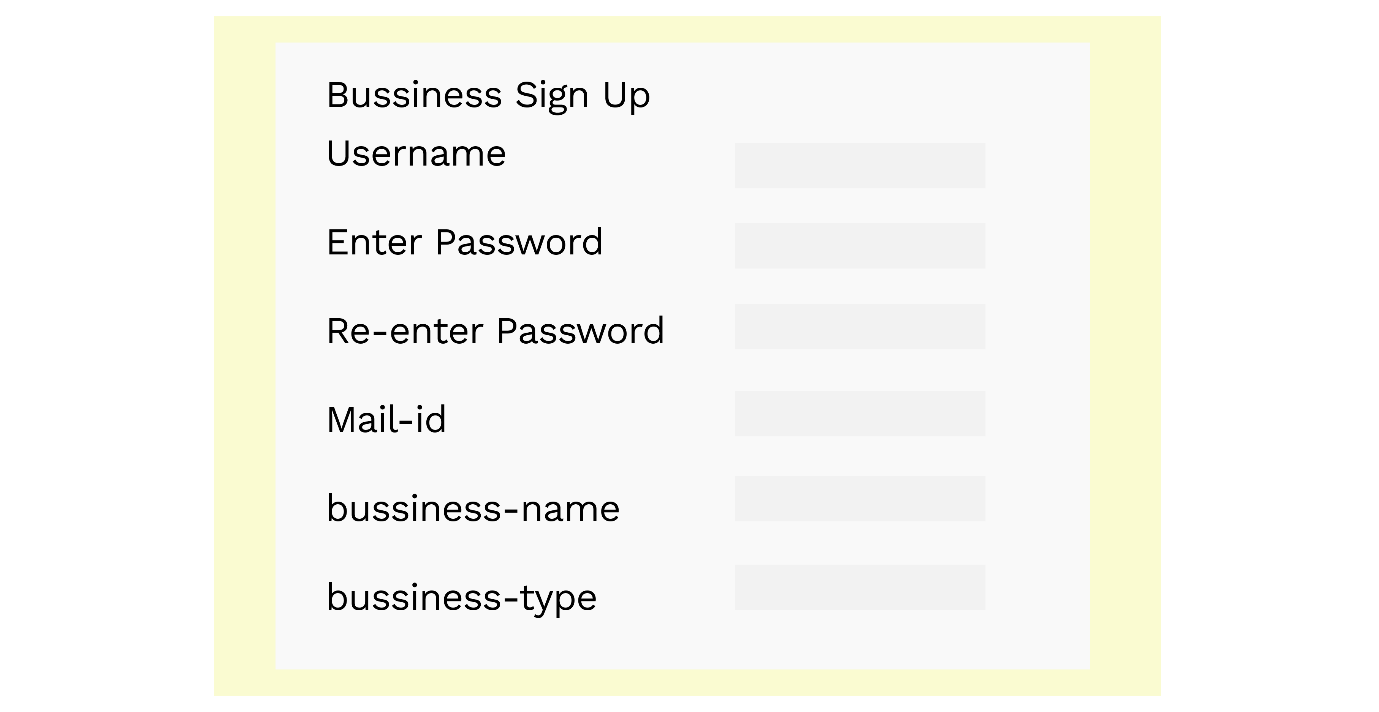 Bussiness Sign Up
Username
Enter Password
Re-enter Password
Mail-id
bussiness-name
bussiness-type